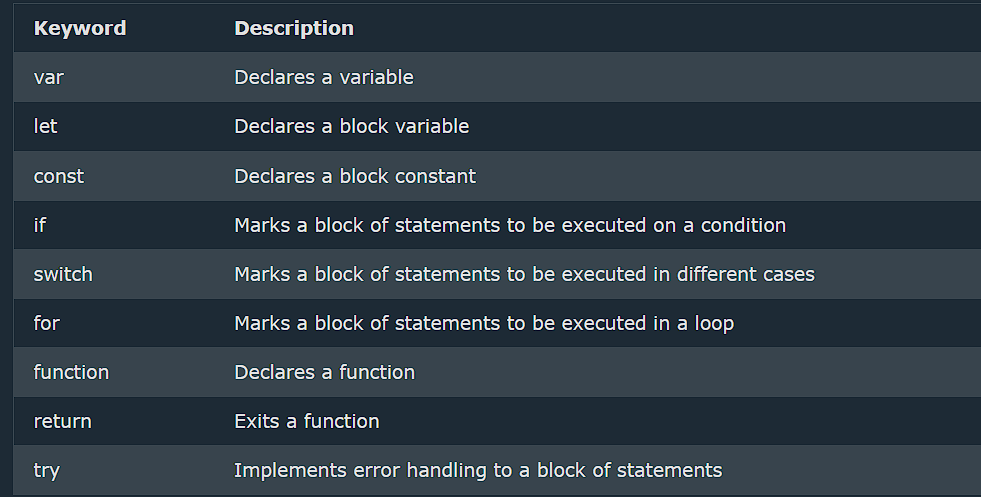 Keyword Description
var Declares a variable
let Declares a block variable
const Declares a block constant
if Marks a block of statements to be executed on a condition
switch Marks a block of statements to be executed in different cases
for Marks a block of statements to be executed in a loop
function Declares a function
return Exits a function
try Implements error handling to a block of statements